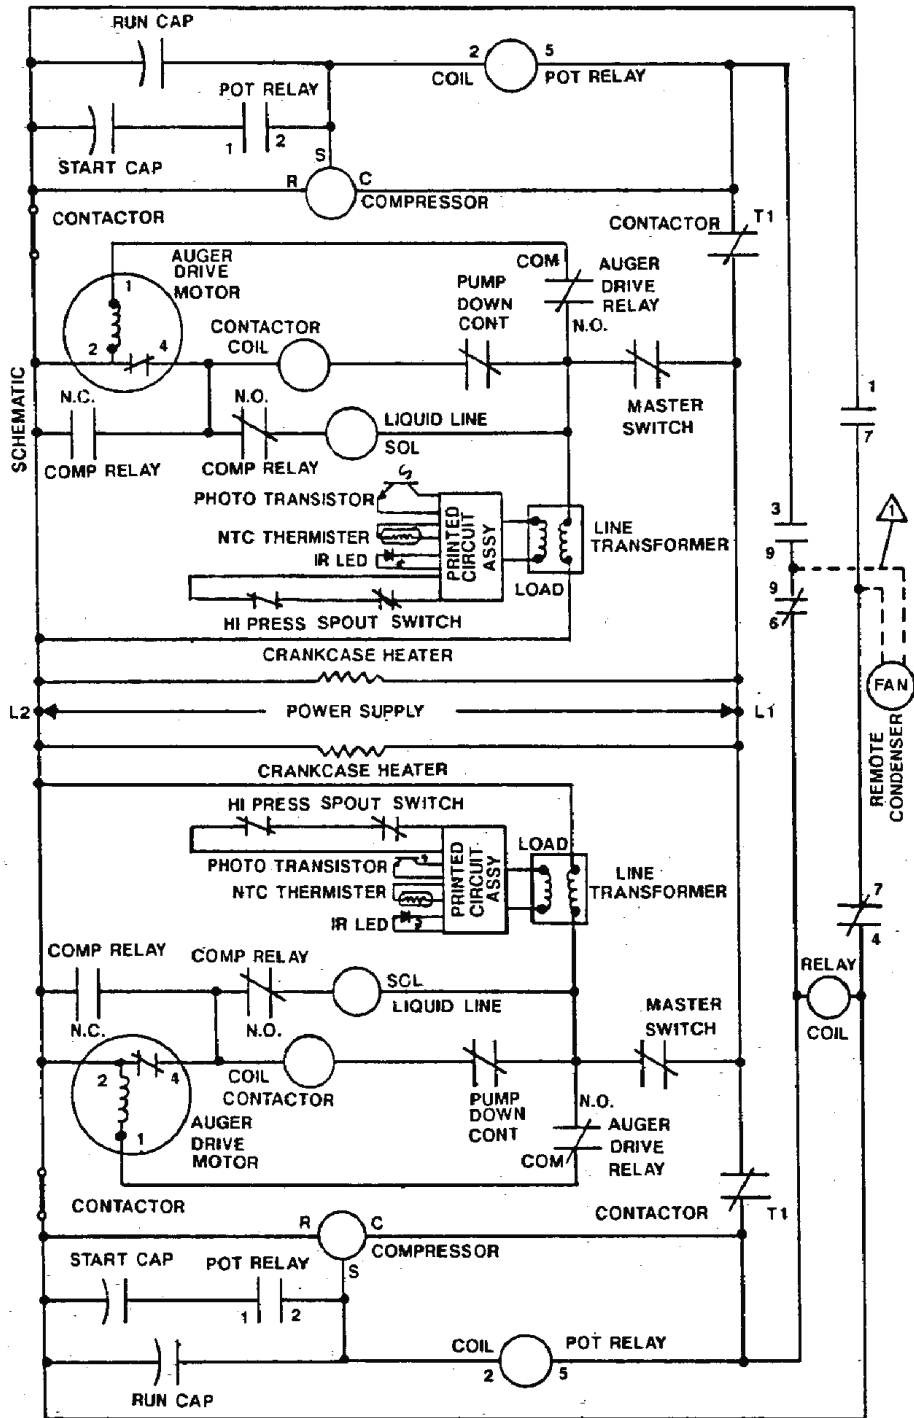 RUN CAP
2
5
COIL
POT RELAY
POT RELAY
1
2
START CAP
S
R
C
COMPRESSOR
CONTACTOR
CONTACTOR
T1
AUGER
DRIVE
MOTOR
1
COM
AUGER
DRIVE
RELAY
PUMP
DOWN
CONT
N.O.
CONTACTOR
COIL
2
4
SCHEMATIC
N.C.
N.O.
LIQUID LINE
SOL
MASTER
SWITCH
1
7
COMP RELAY
COMP RELAY
PHOTO TRANSISTOR
NTC THERMISTER
IR LED
PRINTED
CIRCUIT
ASSY
LINE
TRANSFORMER
LOAD
3
9
1
9
6
HI PRESS SPOUT SWITCH
CRANKCASE HEATER
L2
POWER SUPPLY
L1
FAN
REMOTE
CONDENSER
CRANKCASE HEATER
HI PRESS SPOUT SWITCH
LOAD
PHOTO TRANSISTOR
NTC THERMISTER
IR LED
PRINTED
CIRCUIT
ASSY
LINE
TRANSFORMER
7
4
COMP RELAY
COMP RELAY
SOL
LIQUID LINE
N.C.
N.O.
MASTER
SWITCH
RELAY
COIL
2
4
COIL
CONTACTOR
PUMP
DOWN
CONT
N.O.
AUGER
DRIVE
RELAY
COM
1
AUGER
DRIVE
MOTOR
CONTACTOR
CONTACTOR
T1
R
C
COMPRESSOR
S
START CAP
POT RELAY
1
2
COIL
POT RELAY
2
5
RUN CAP